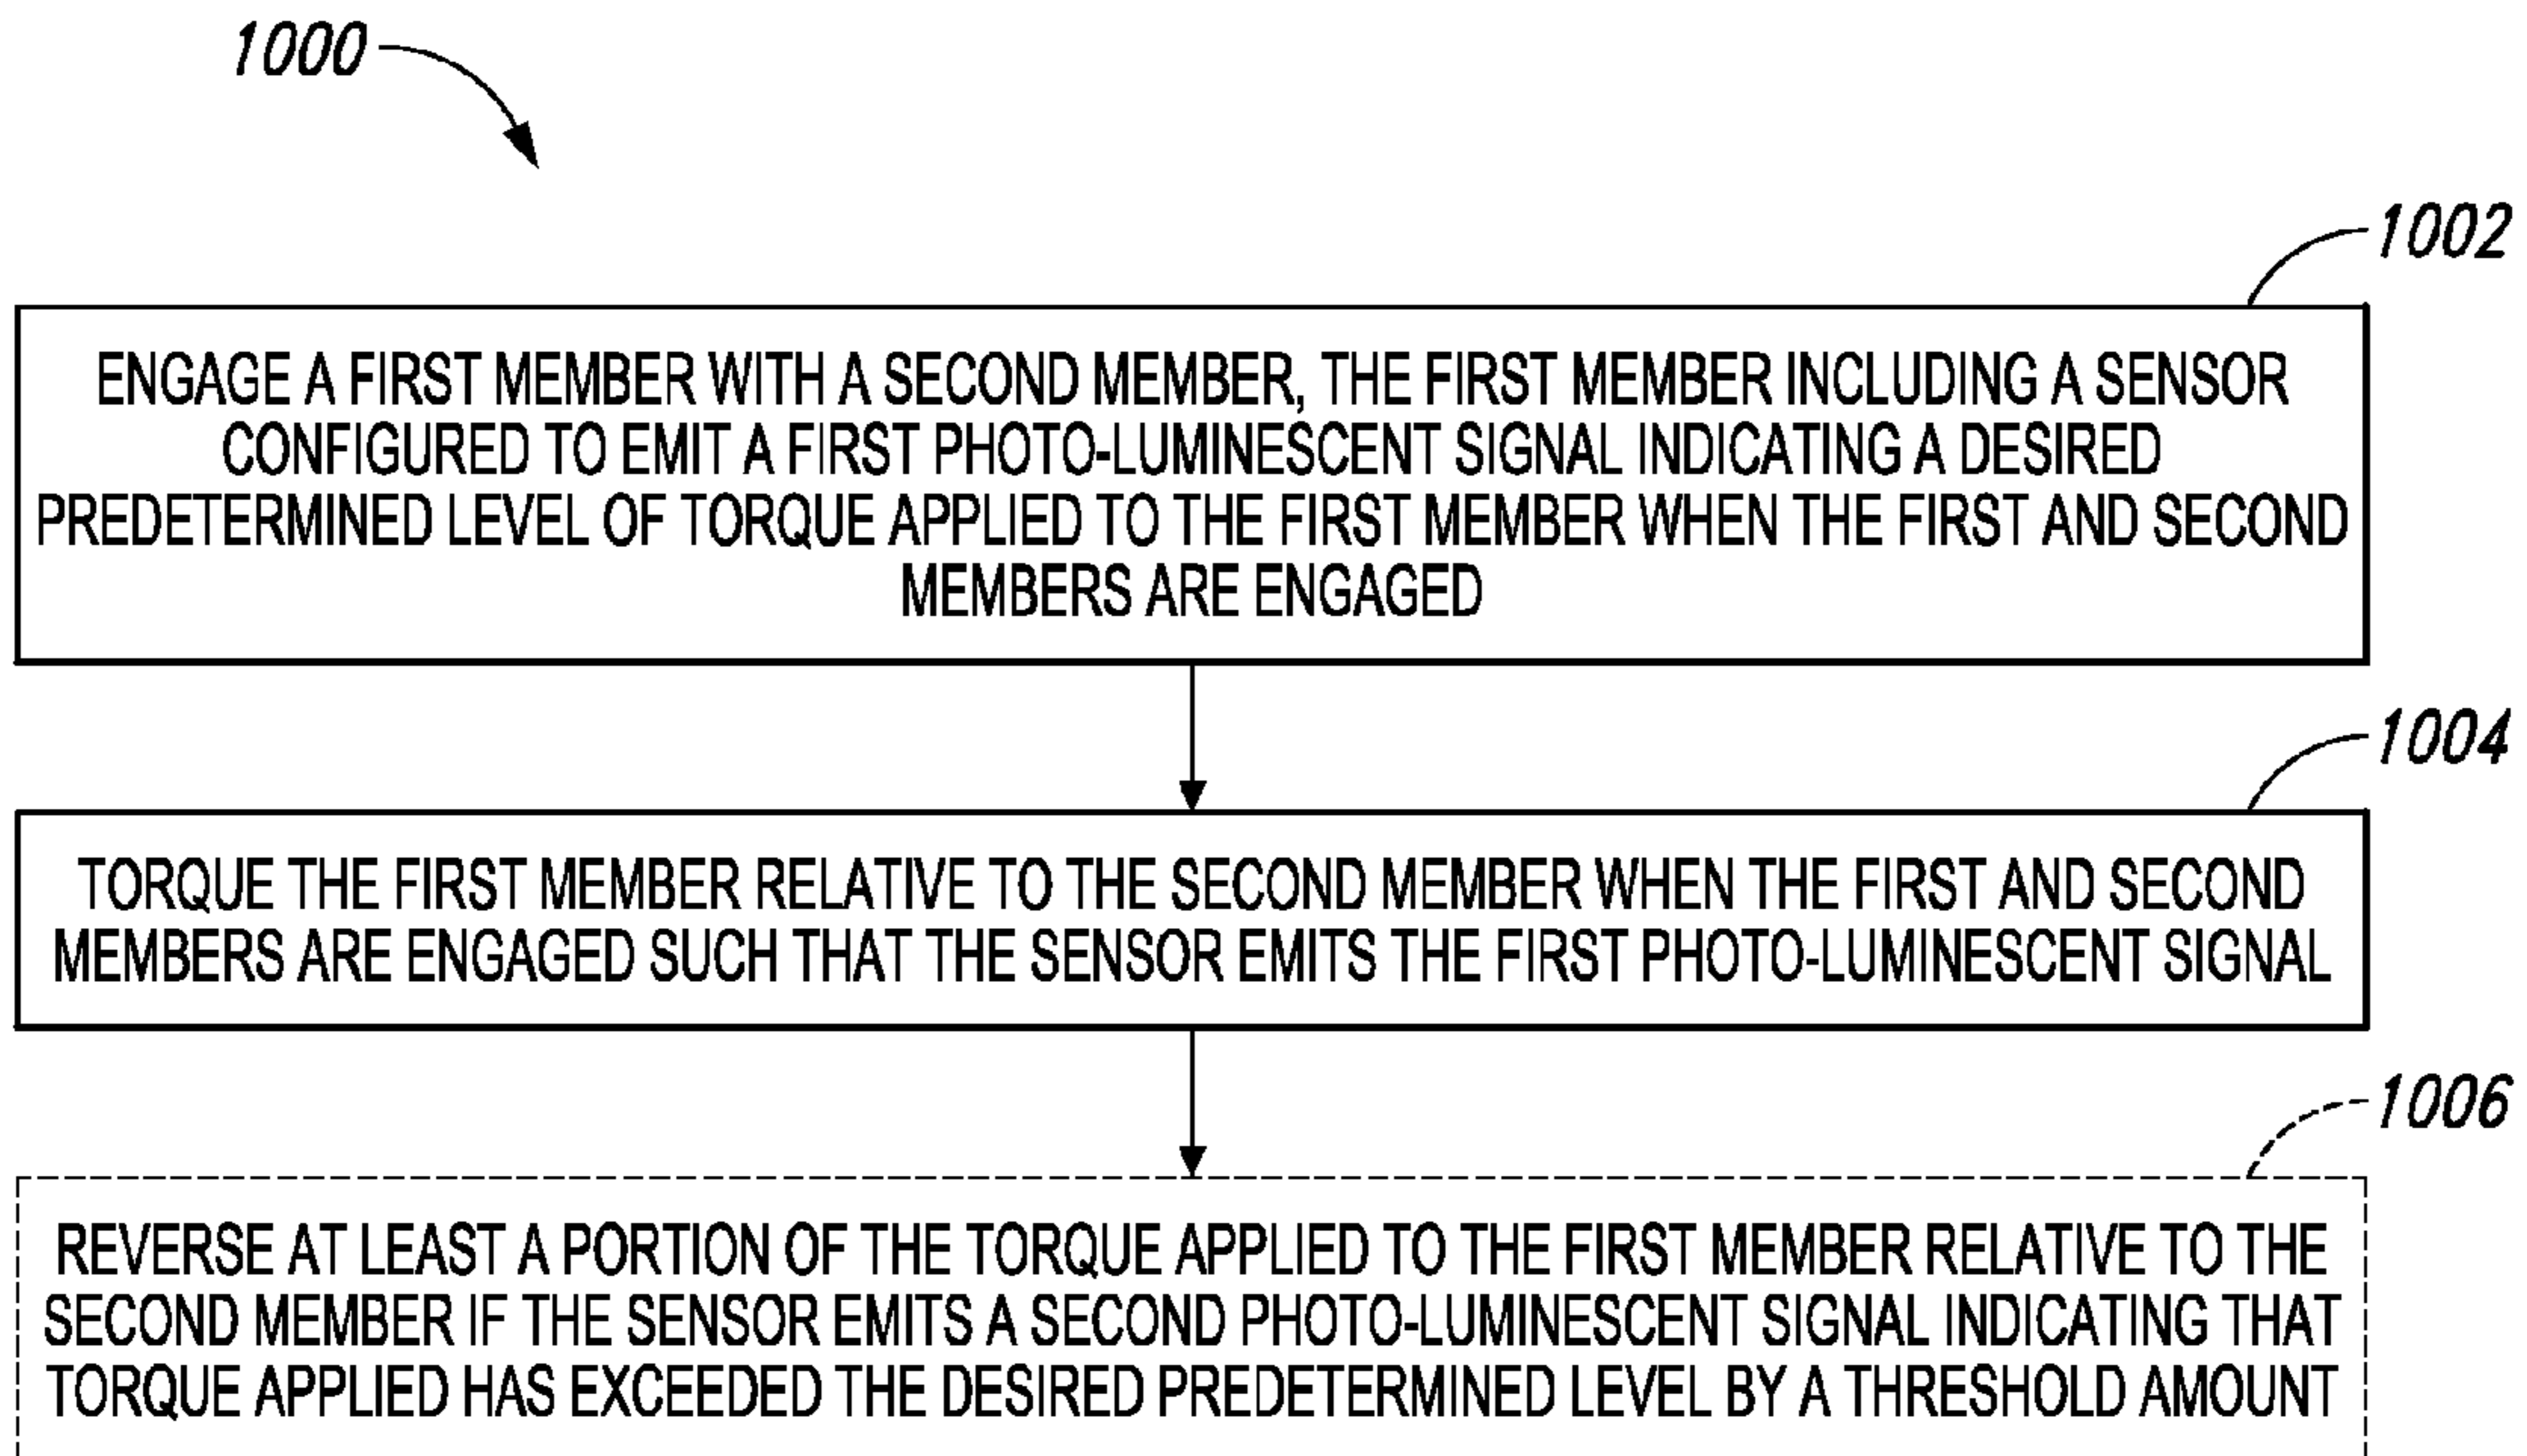 1000
1002
ENGAGE A FIRST MEMBER WITH A SECOND MEMBER, THE FIRST MEMBER INCLUDING A SENSOR
CONFIGURED TO EMIT A FIRST PHOTO-LUMINESCENT SIGNAL INDICATING A DESIRED
PREDETERMINED LEVEL OF TORQUE APPLIED TO THE FIRST MEMBER WHEN THE FIRST AND SECOND
MEMBERS ARE ENGAGED
1004
TORQUE THE FIRST MEMBER RELATIVE TO THE SECOND MEMBER WHEN THE FIRST AND SECOND
MEMBERS ARE ENGAGED SUCH THAT THE SENSOR EMITS THE FIRST PHOTO-LUMINESCENT SIGNAL
1006
REVERSE AT LEAST A PORTION OF THE TORQUE APPLIED TO THE FIRST MEMBER RELATIVE TO THE
SECOND MEMBER IF THE SENSOR EMITS A SECOND PHOTO-LUMINESCENT SIGNAL INDICATING THAT
TORQUE APPLIED HAS EXCEEDED THE DESIRED PREDETERMINED LEVEL BY A THRESHOLD AMOUNT